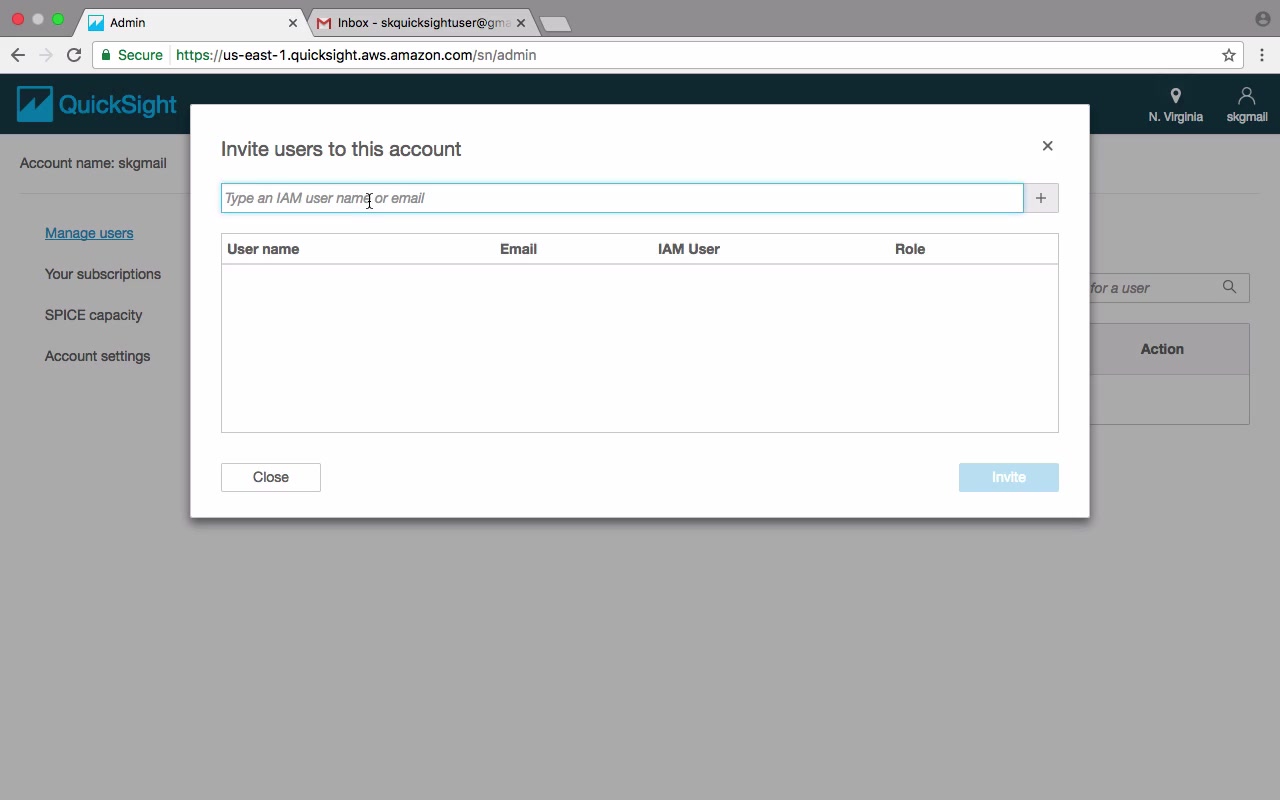 Admin
Inbox - skquicksightuser@gma
Secure
https://us-east-1.quicksight.aws.amazon.com/sn/admin
QuickSight
N. Virginia
skgmail
Account name: skgmail
Manage users
Your subscriptions
SPICE capacity
Account settings
Invite users to this account
Type an IAM user name or email
+
User name Email IAM User Role
Close
Invite
for a user
Action